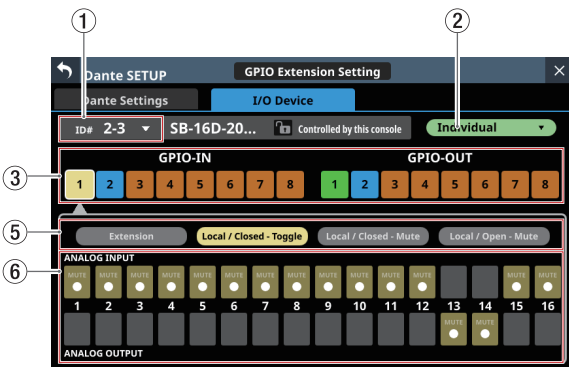 ① ②
Dante SETUP GPIO Extension Setting ×
Dante Settings I/O Device
ID# 2-3 ▼ SB-16D-20... Controlled by this console Individual ▼
③
GPIO-IN GPIO-OUT
1 2 3 4 5 6 7 8 1 2 3 4 5 6 7 8
⑤ Extension Local / Closed - Toggle Local / Closed - Mute Local / Open - Mute
⑥ ANALOG INPUT
MUTE MUTE MUTE MUTE MUTE MUTE MUTE MUTE MUTE MUTE MUTE MUTE MUTE MUTE
1 2 3 4 5 6 7 8 9 10 11 12 13 14 15 16
MUTE MUTE
ANALOG OUTPUT